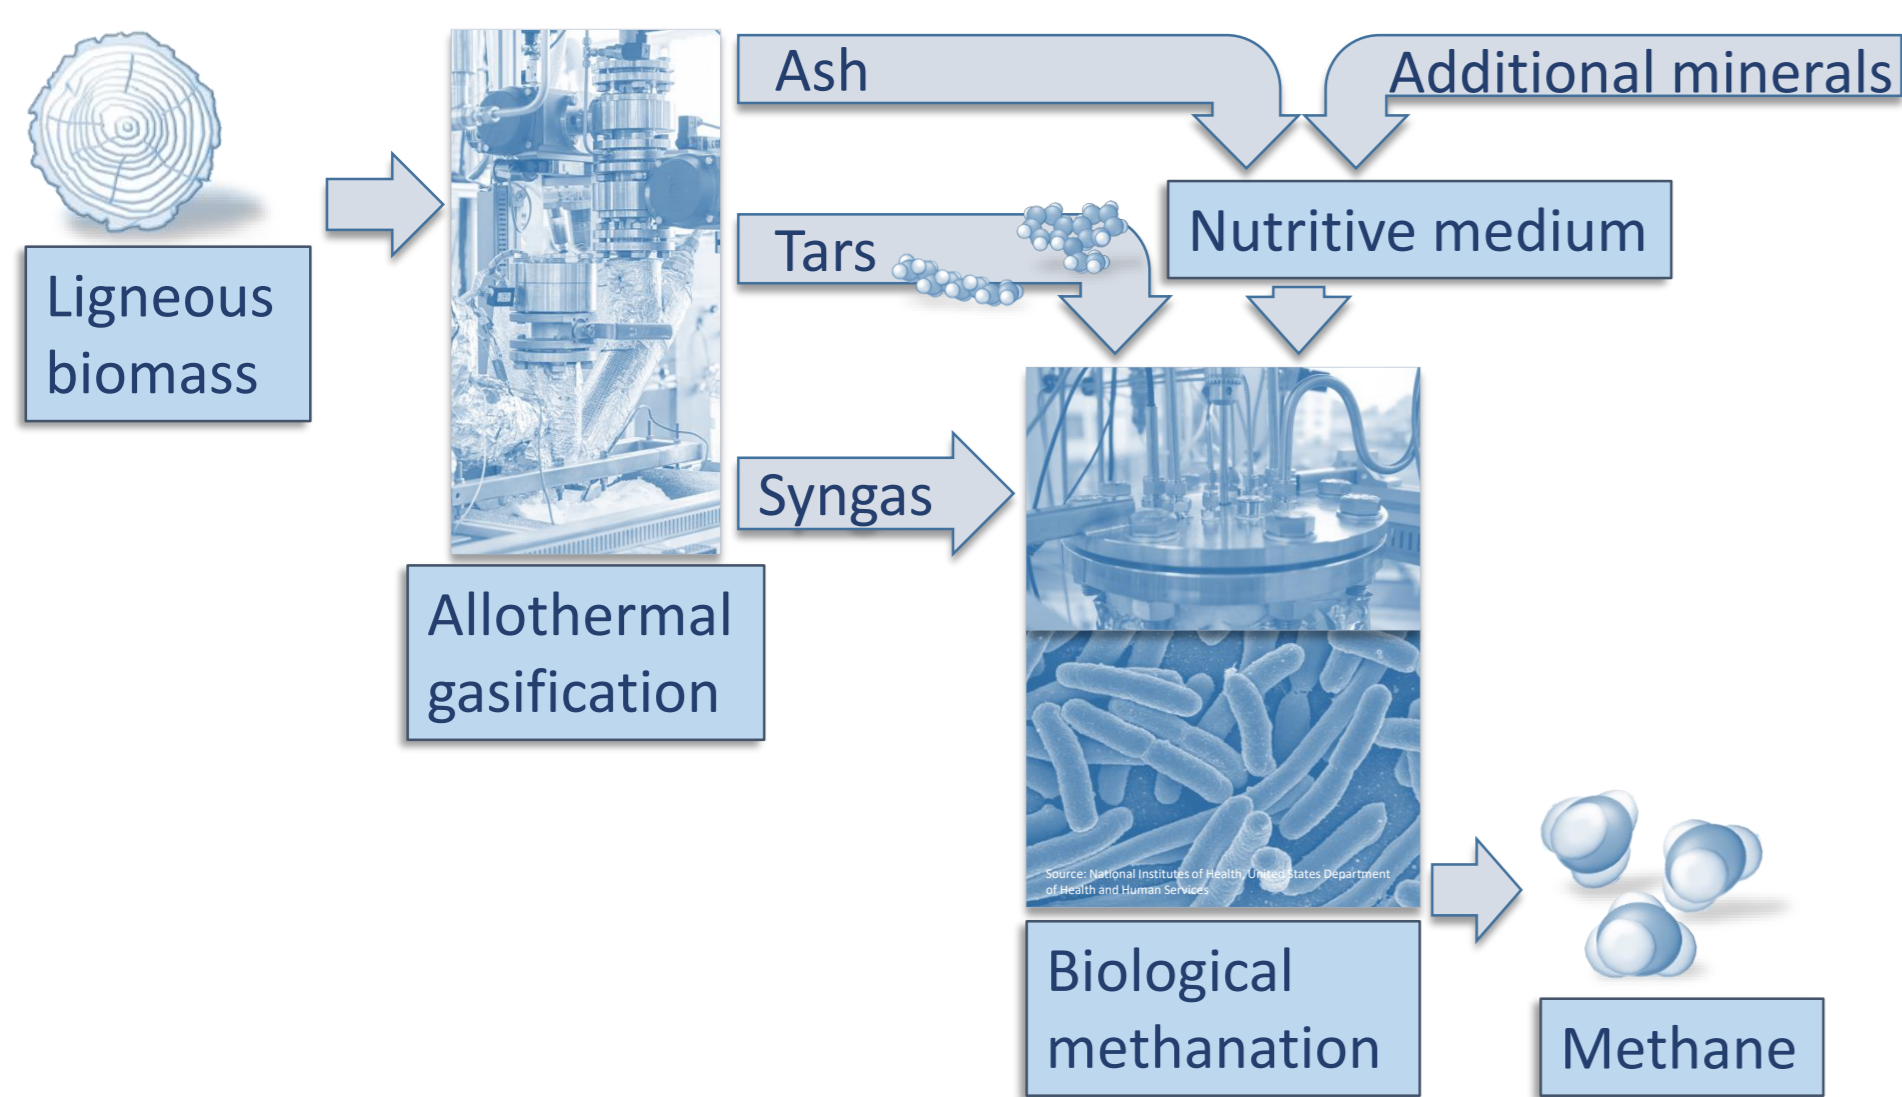 Ligneous
biomass
Allothermal
gasification
Ash
Additional minerals
Tars
Nutritive medium
Syngas
Source: National Institutes of Health, United States Department
of Health and Human Services
Biological
methanation
Methane